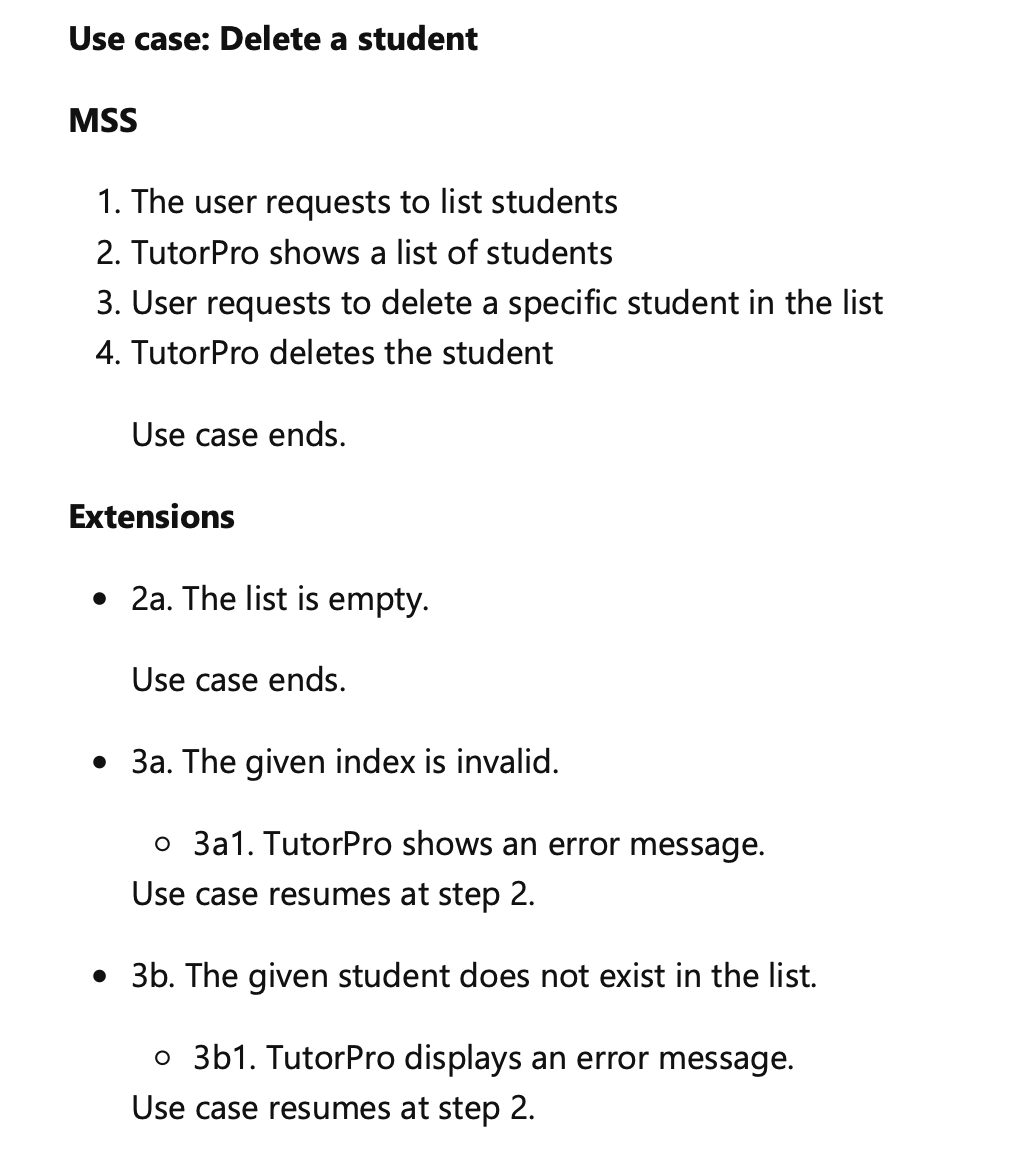 Use case: Delete a student
MSS
1. The user requests to list students
2. TutorPro shows a list of students
3. User requests to delete a specific student in the list
4. TutorPro deletes the student
Use case ends.
Extensions
• 2a. The list is empty.
Use case ends.
• 3a. The given index is invalid.
○ 3a1. TutorPro shows an error message.
Use case resumes at step 2.
• 3b. The given student does not exist in the list.
○ 3b1. TutorPro displays an error message.
Use case resumes at step 2.